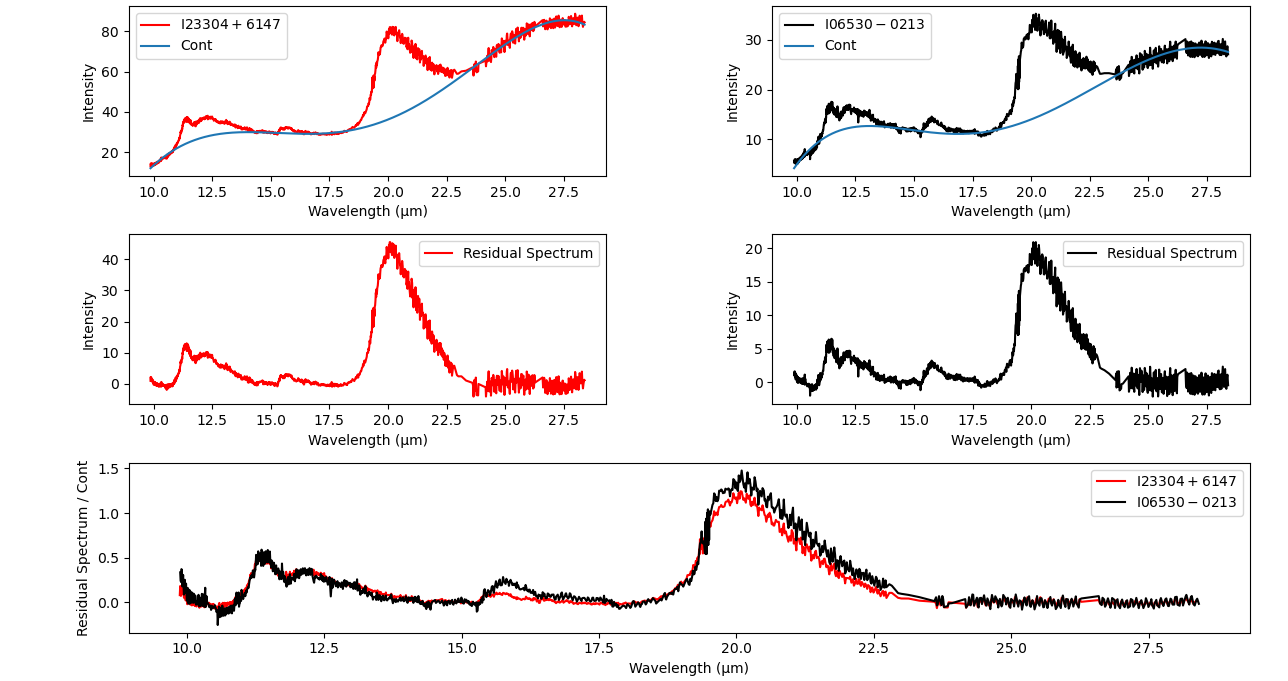 I23304 + 6147
Cont
80
60
40
20
Intensity
10.0 12.5 15.0 17.5 20.0 22.5 25.0 27.5
Wavelength (μm)
I06530 − 0213
Cont
30
20
10
Intensity
10.0 12.5 15.0 17.5 20.0 22.5 25.0 27.5
Wavelength (μm)
Residual Spectrum
40
30
20
10
0
Intensity
10.0 12.5 15.0 17.5 20.0 22.5 25.0 27.5
Wavelength (μm)
Residual Spectrum
20
15
10
5
0
Intensity
10.0 12.5 15.0 17.5 20.0 22.5 25.0 27.5
Wavelength (μm)
I23304 + 6147
I06530 − 0213
1.5
1.0
0.5
0.0
Residual Spectrum / Cont
10.0 12.5 15.0 17.5 20.0 22.5 25.0 27.5
Wavelength (μm)